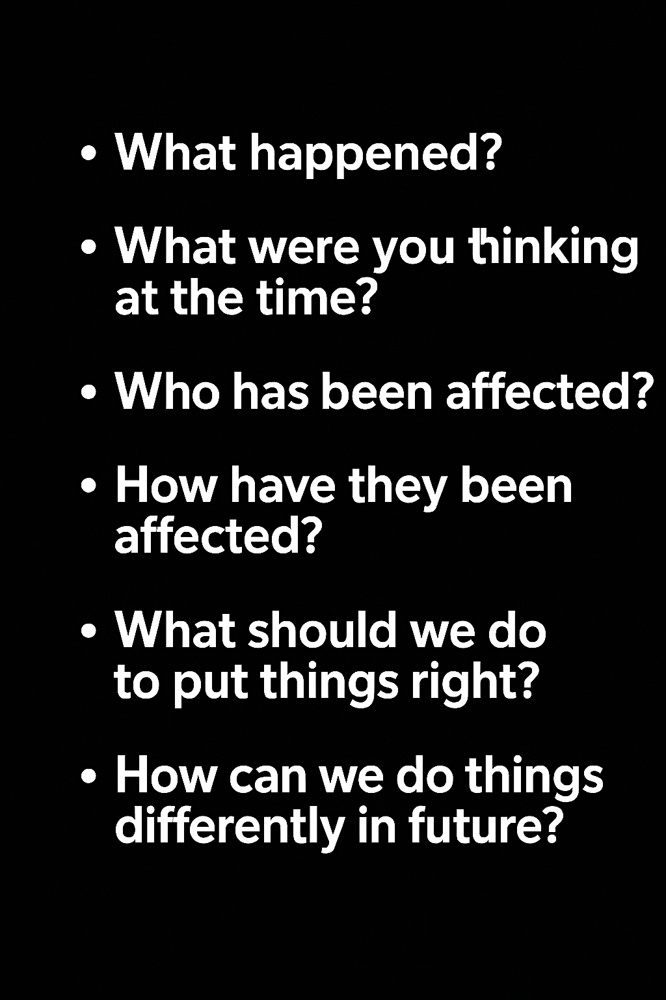 • What happened?
• What were you thinking
at the time?
• Who has been affected?
• How have they been
affected?
• What should we do
to put things right?
• How can we do things
differently in future?